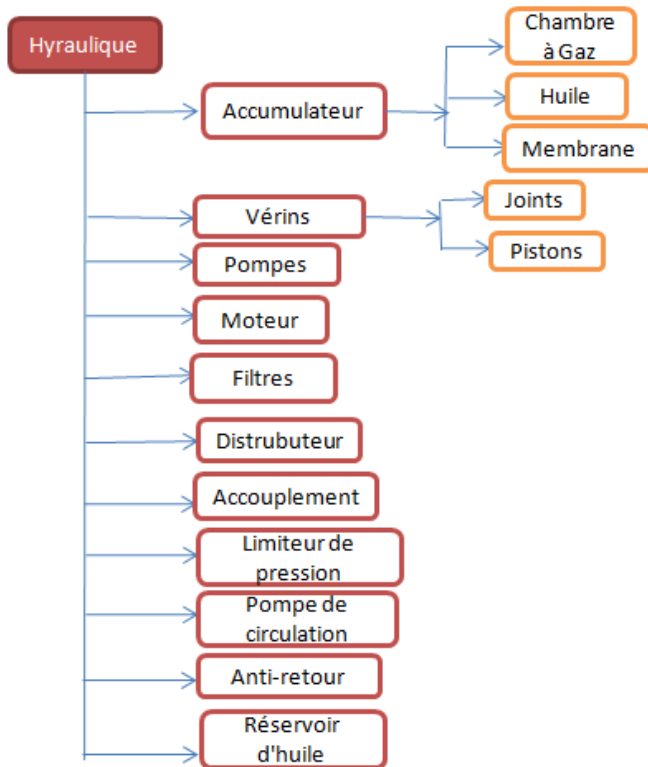 Hyraulique
Chambre
à Gaz
Accumulateur
Huile
Membrane
Vérins
Joints
Pistons
Pompes
Moteur
Filtres
Distrubuteur
Accouplement
Limiteur de
pression
Pompe de
circulation
Anti-retour
Réservoir
d'huile